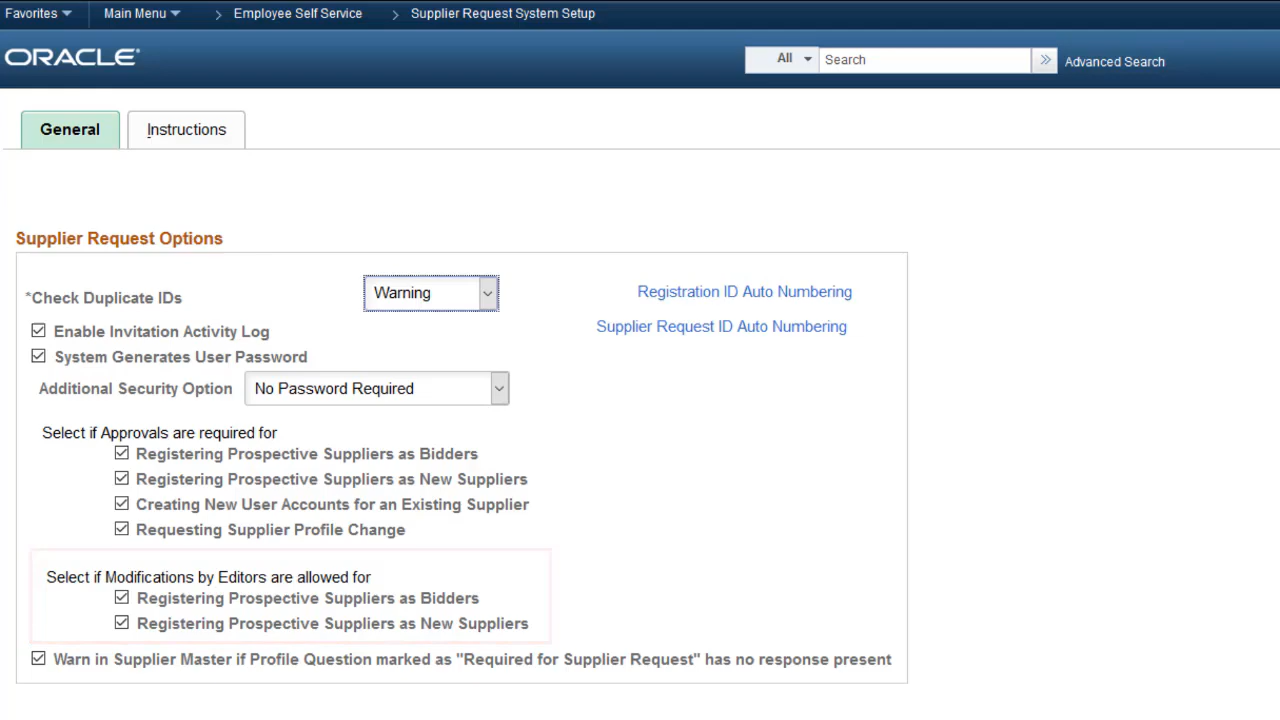 Favorites Main Menu > Employee Self Service > Supplier Request System Setup
ORACLE
All Search Advanced Search
General Instructions
Supplier Request Options
*Check Duplicate IDs Warning Registration ID Auto Numbering
Enable Invitation Activity Log Supplier Request ID Auto Numbering
System Generates User Password
Additional Security Option No Password Required
Select if Approvals are required for
Registering Prospective Suppliers as Bidders
Registering Prospective Suppliers as New Suppliers
Creating New User Accounts for an Existing Supplier
Requesting Supplier Profile Change
Select if Modifications by Editors are allowed for
Registering Prospective Suppliers as Bidders
Registering Prospective Suppliers as New Suppliers
Warn in Supplier Master if Profile Question marked as "Required for Supplier Request" has no response present